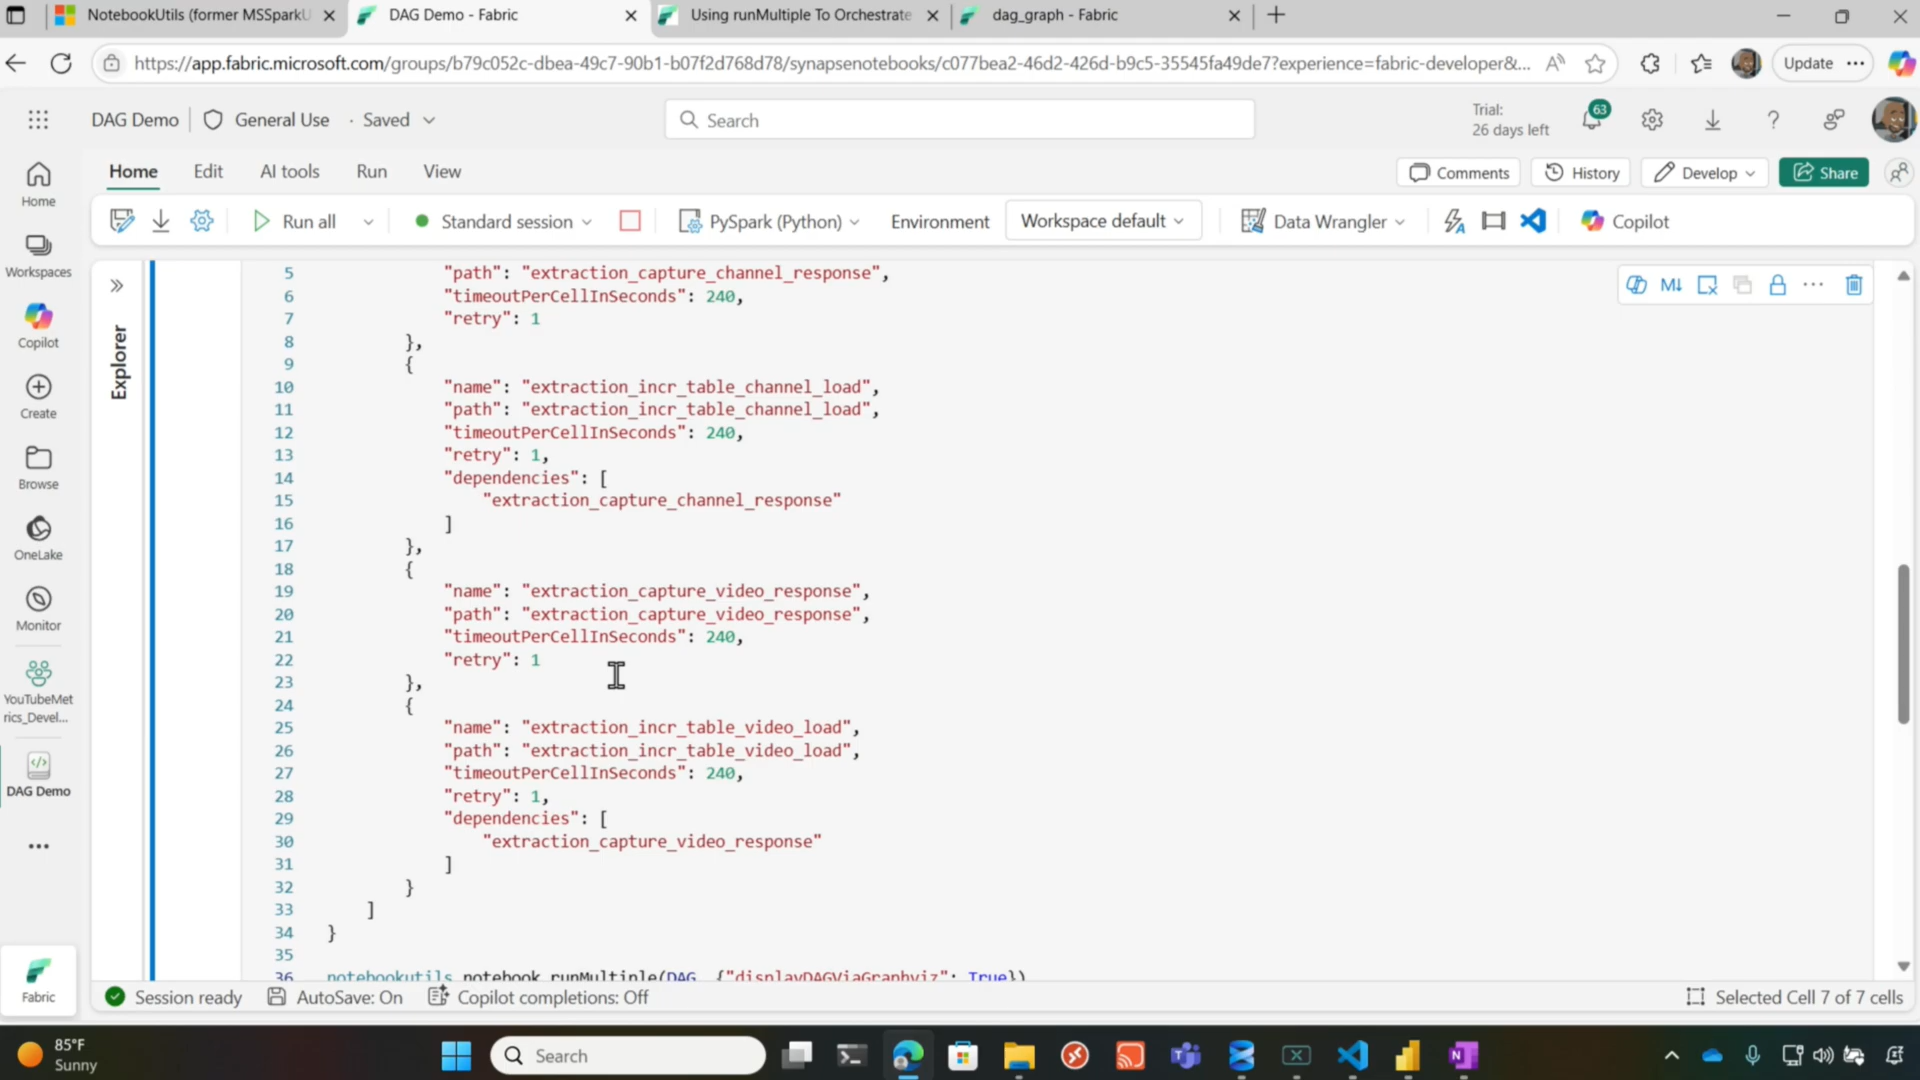 NotebookUtils (former MSSparkU
DAG Demo - Fabric
Using runMultiple To Orchestrate
dag_graph - Fabric
https://app.fabric.microsoft.com/groups/b79c052c-dbea-49c7-90b1-b07f2d768d78/synapsenotebooks/c077bea2-46d2-426d-b9c5-35545fa49de7?experience=fabric-developer&...
Update
DAG Demo
General Use
· Saved
Search
Trial:
26 days left
63
Home
Edit
AI tools
Run
View
Comments
History
Develop
Share
Run all
Standard session
PySpark (Python)
Environment
Workspace default
Data Wrangler
Copilot
Home
Workspaces
Copilot
Create
Browse
OneLake
Monitor
YouTubeMet
rics_Devel...
DAG Demo
Fabric
Explorer
M↓
5 "path": "extraction_capture_channel_response",
6 "timeoutPerCellInSeconds": 240,
7 "retry": 1
8 },
9 {
10 "name": "extraction_incr_table_channel_load",
11 "path": "extraction_incr_table_channel_load",
12 "timeoutPerCellInSeconds": 240,
13 "retry": 1,
14 "dependencies": [
15 "extraction_capture_channel_response"
16 ]
17 },
18 {
19 "name": "extraction_capture_video_response",
20 "path": "extraction_capture_video_response",
21 "timeoutPerCellInSeconds": 240,
22 "retry": 1
23 },
24 {
25 "name": "extraction_incr_table_video_load",
26 "path": "extraction_incr_table_video_load",
27 "timeoutPerCellInSeconds": 240,
28 "retry": 1,
29 "dependencies": [
30 "extraction_capture_video_response"
31 ]
32 }
33 ]
34 }
35
36 notebookutils.notebook.runMultiple(DAG, {"displayDAGViaGraphviz": True})
Session ready
AutoSave: On
Copilot completions: Off
Selected Cell 7 of 7 cells
85°F
Sunny
Search